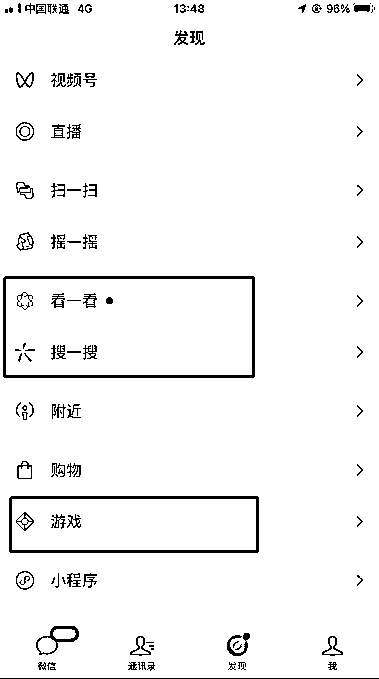 中国联通 4G 13:48 96%
发现
视频号
直播
扫一扫
摇一摇
看一看
搜一搜
附近
购物
游戏
小程序
微信 通讯录 发现 我